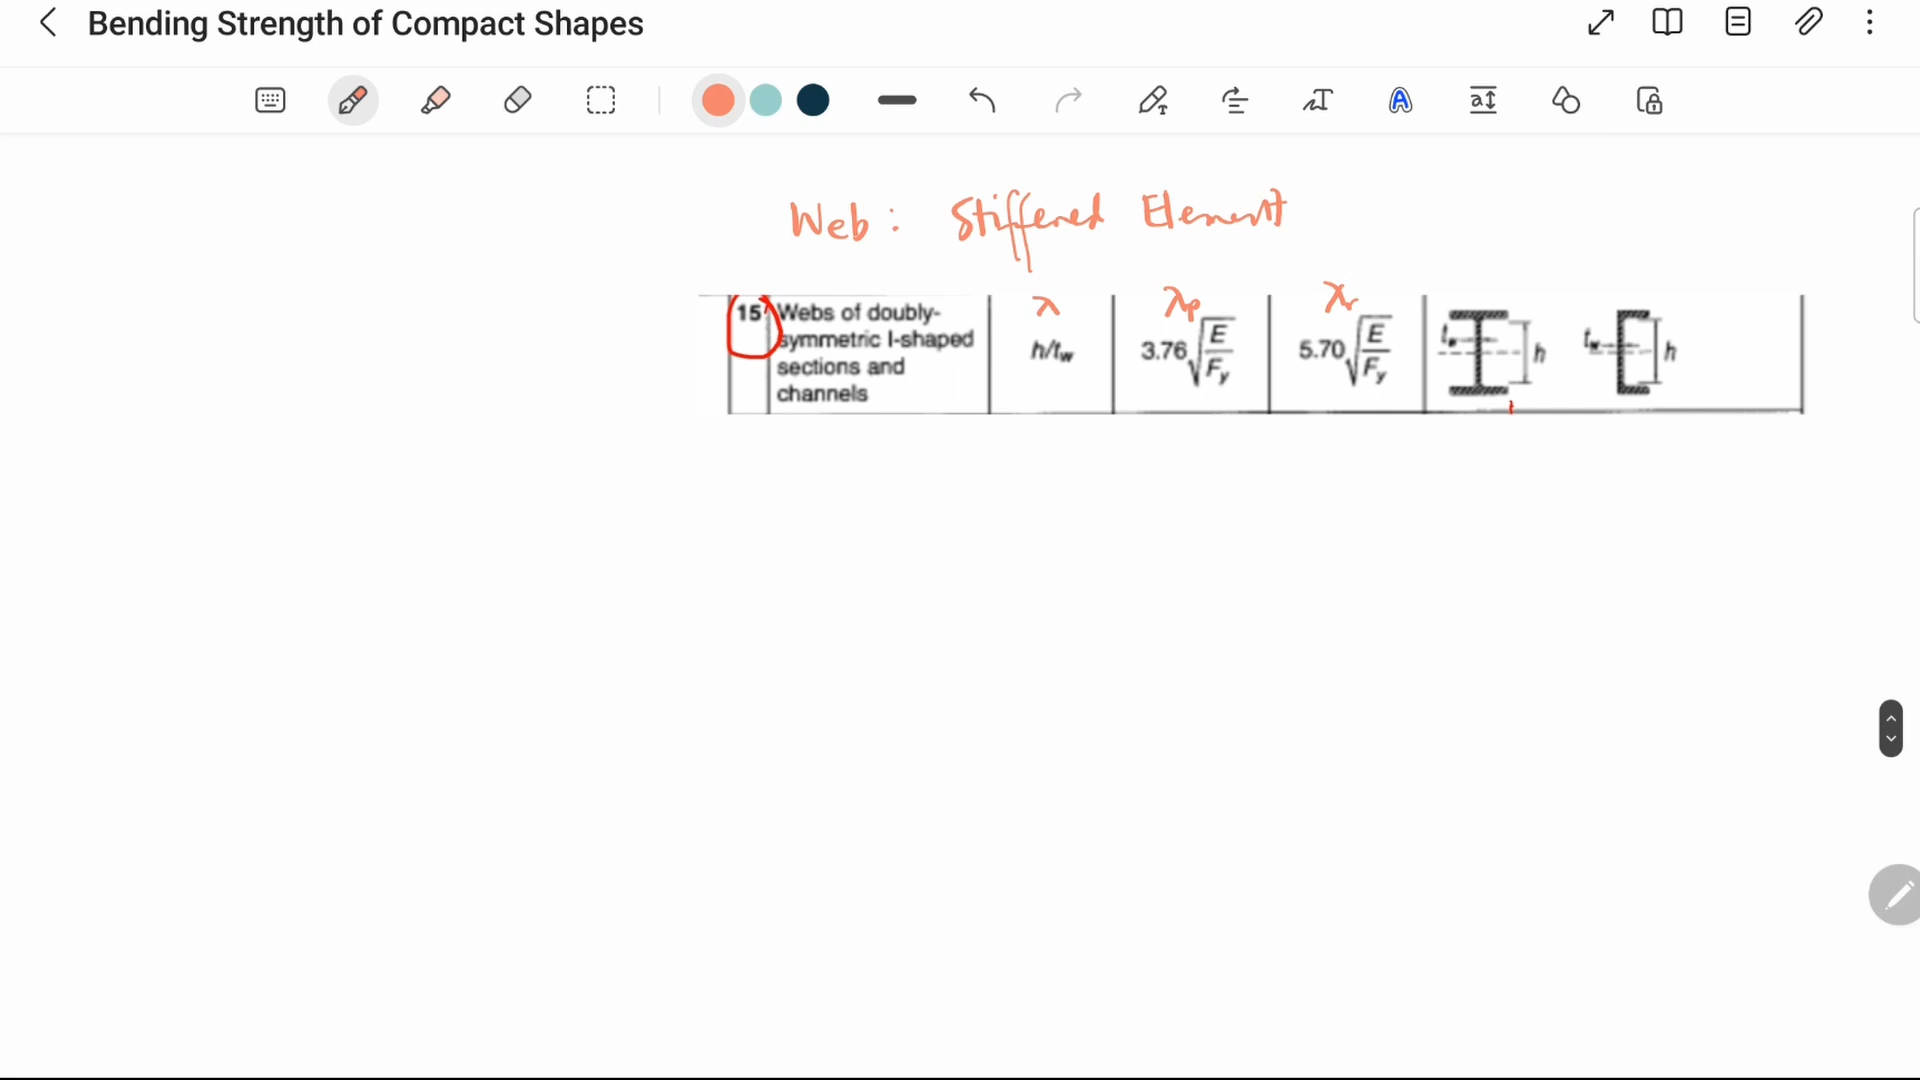 Bending Strength of Compact Shapes
Web: Stiffened Element
15 Webs of doubly-symmetric I-shaped sections and channels
λ
h/tw
λp
3.76 √(E/Fy)
λr
5.70 √(E/Fy)
tw h
tw h